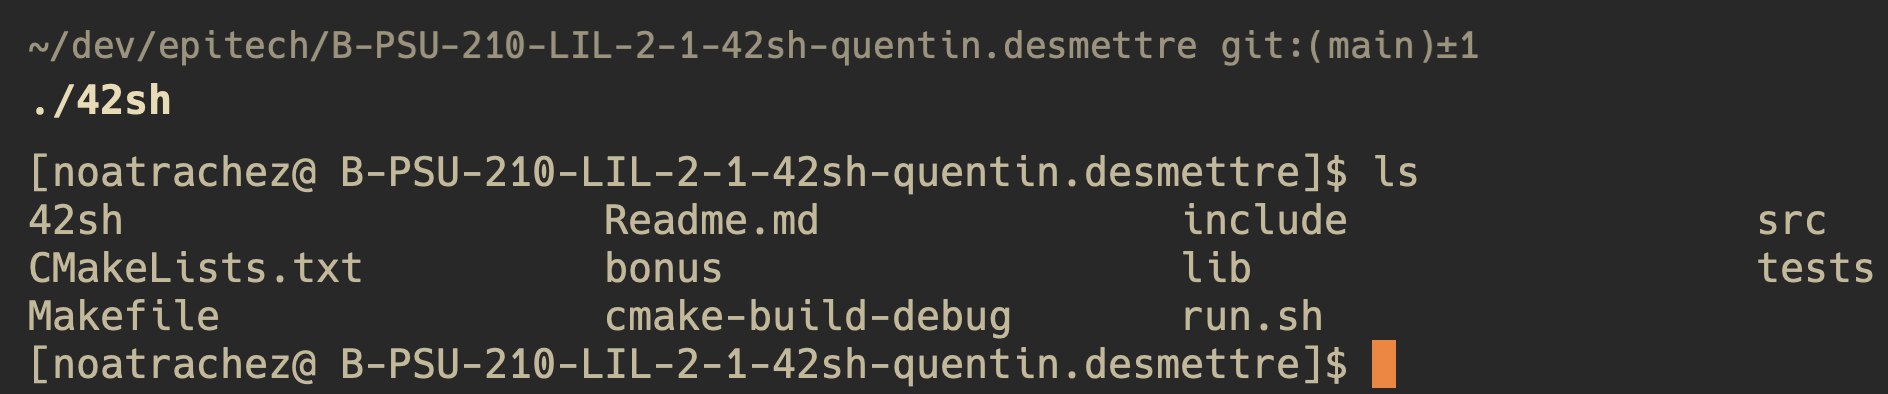 ~/dev/epitech/B-PSU-210-LIL-2-1-42sh-quentin.desmettre git:(main)±1
./42sh
[noatrachez@ B-PSU-210-LIL-2-1-42sh-quentin.desmettre]$ ls
42sh Readme.md include src
CMakeLists.txt bonus lib tests
Makefile cmake-build-debug run.sh
[noatrachez@ B-PSU-210-LIL-2-1-42sh-quentin.desmettre]$